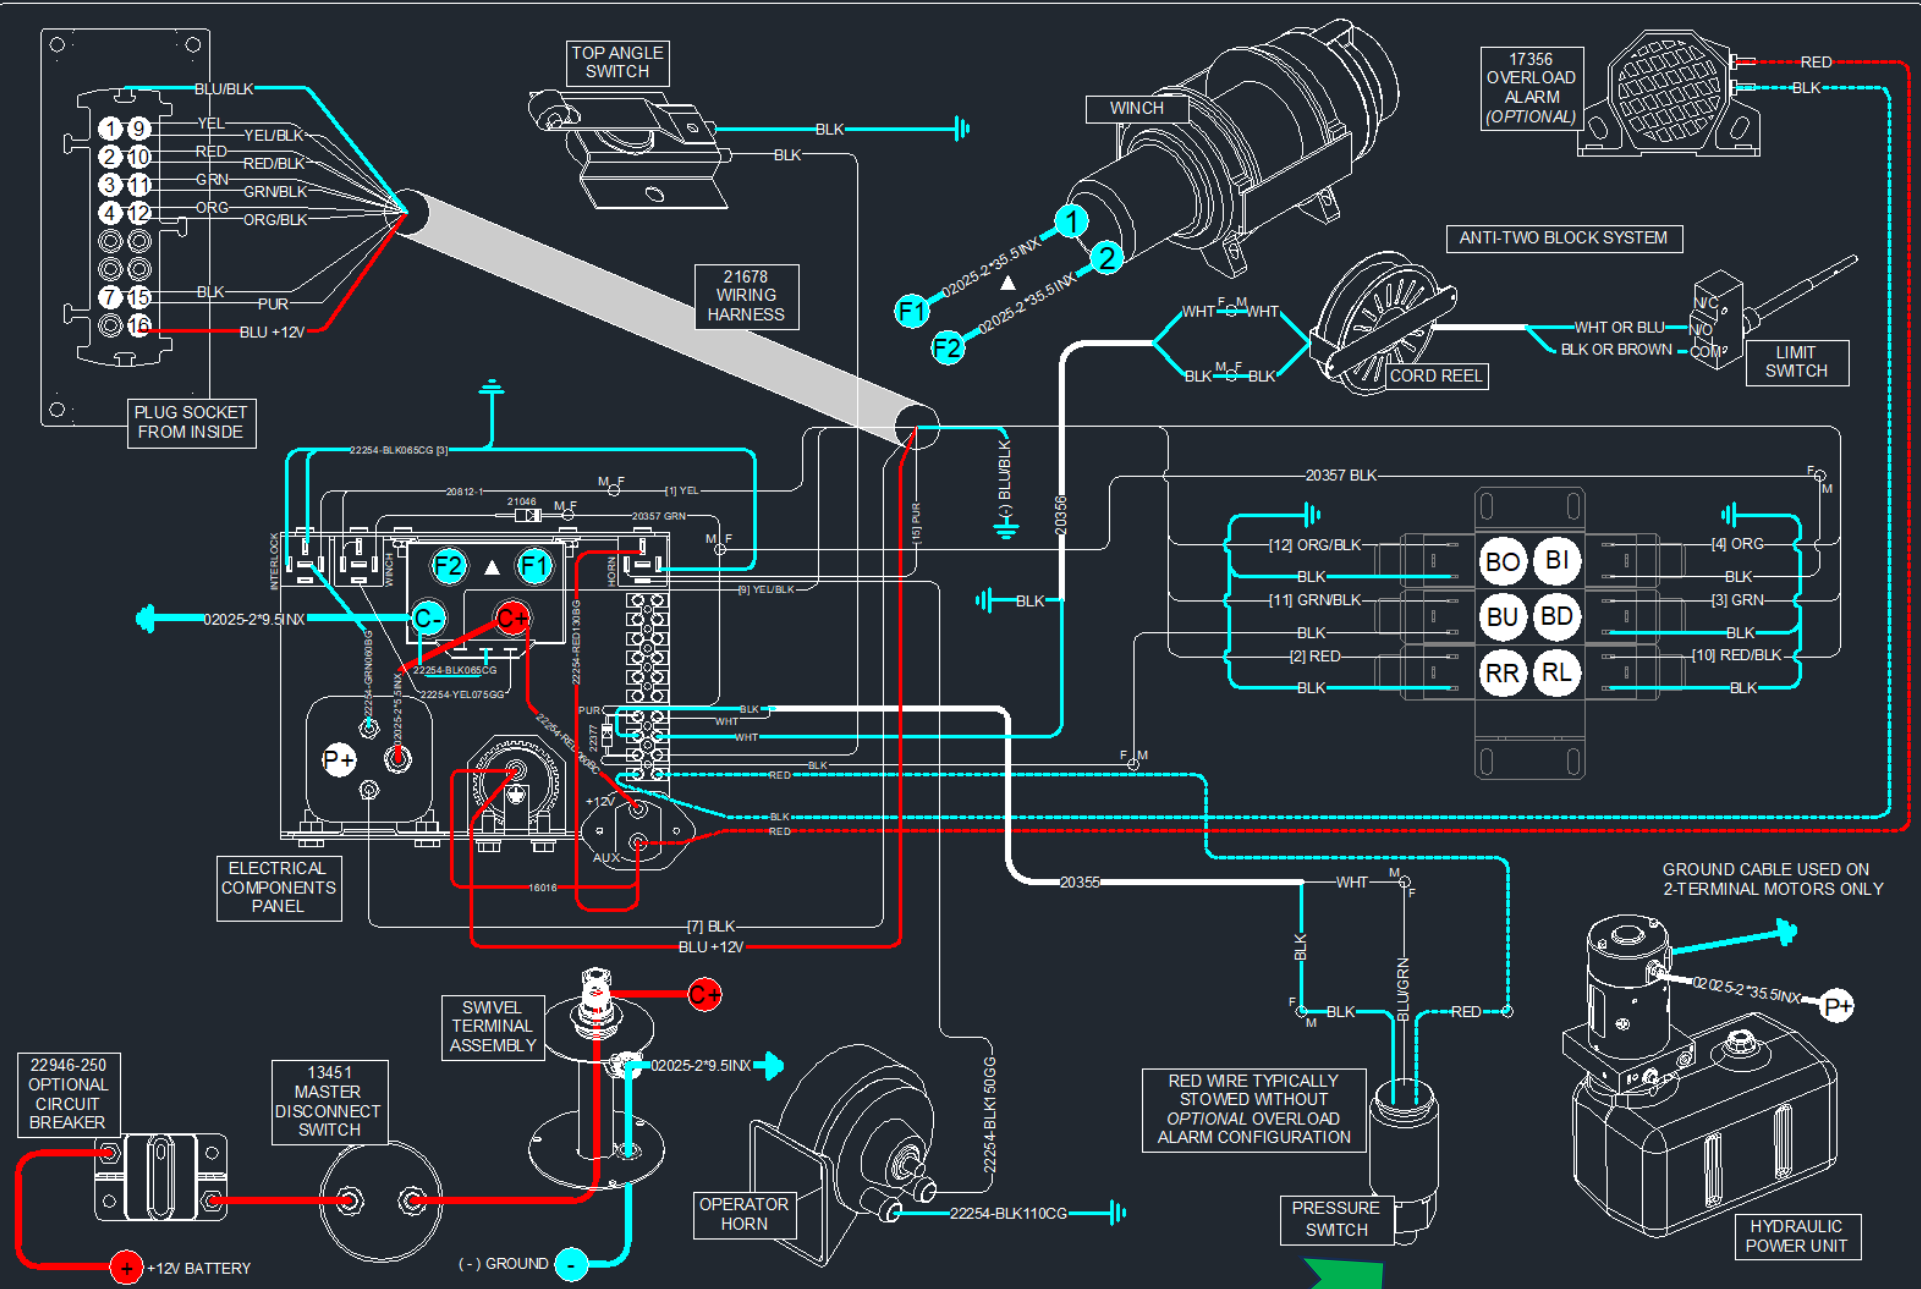 TOP ANGLE
SWITCH
WINCH
17356
OVERLOAD
ALARM
(OPTIONAL)
RED
BLK
BLU/BLK
1 9
YEL
YEL/BLK
2 10
RED
RED/BLK
3 11
GRN
GRN/BLK
4 12
ORG
ORG/BLK
7 15
BLK
PUR
16
BLU +12V
PLUG SOCKET
FROM INSIDE
BLK
BLK
21678
WIRING
HARNESS
1
2
02025-2*35.5INX
02025-2*35.5INX
F1
F2
ANTI-TWO BLOCK SYSTEM
WHT F M WHT
BLK M F BLK
CORD REEL
WHT OR BLU
BLK OR BROWN
N/C
N/O
COM
LIMIT
SWITCH
22254-BLK065CG [3]
20812-1
M F
[1] YEL
21046
M F
20357 GRN
M F
[15] PUR
(-) BLU/BLK
20356
20357 BLK
F
M
INTERLOCK
WINCH
HORN
F2
F1
C-
C+
02025-2*9.5INX
[9] YEL/BLK
BLK
22254-BLK065CG
22254-YEL075GG
22254-GRN060BG
02025-2*5.5INX
22254-RED130BG
P+
PUR
22377
BLK
WHT
WHT
BLK
RED
BLK
RED
+12V
AUX
16016
F M
[12] ORG/BLK
BLK
[11] GRN/BLK
BLK
[2] RED
BLK
BO BI
BU BD
RR RL
[4] ORG
BLK
[3] GRN
BLK
[10] RED/BLK
BLK
ELECTRICAL
COMPONENTS
PANEL
[7] BLK
BLU +12V
20355
WHT
M
F
BLK
BLU/GRN
F
M
BLK
RED
GROUND CABLE USED ON
2-TERMINAL MOTORS ONLY
02025-2*35.5INX
P+
HYDRAULIC
POWER UNIT
SWIVEL
TERMINAL
ASSEMBLY
C+
02025-2*9.5INX
22946-250
OPTIONAL
CIRCUIT
BREAKER
13451
MASTER
DISCONNECT
SWITCH
+
+12V BATTERY
(-) GROUND
-
OPERATOR
HORN
22254-BLK150GG
22254-BLK110CG
RED WIRE TYPICALLY
STOWED WITHOUT
OPTIONAL OVERLOAD
ALARM CONFIGURATION
PRESSURE
SWITCH